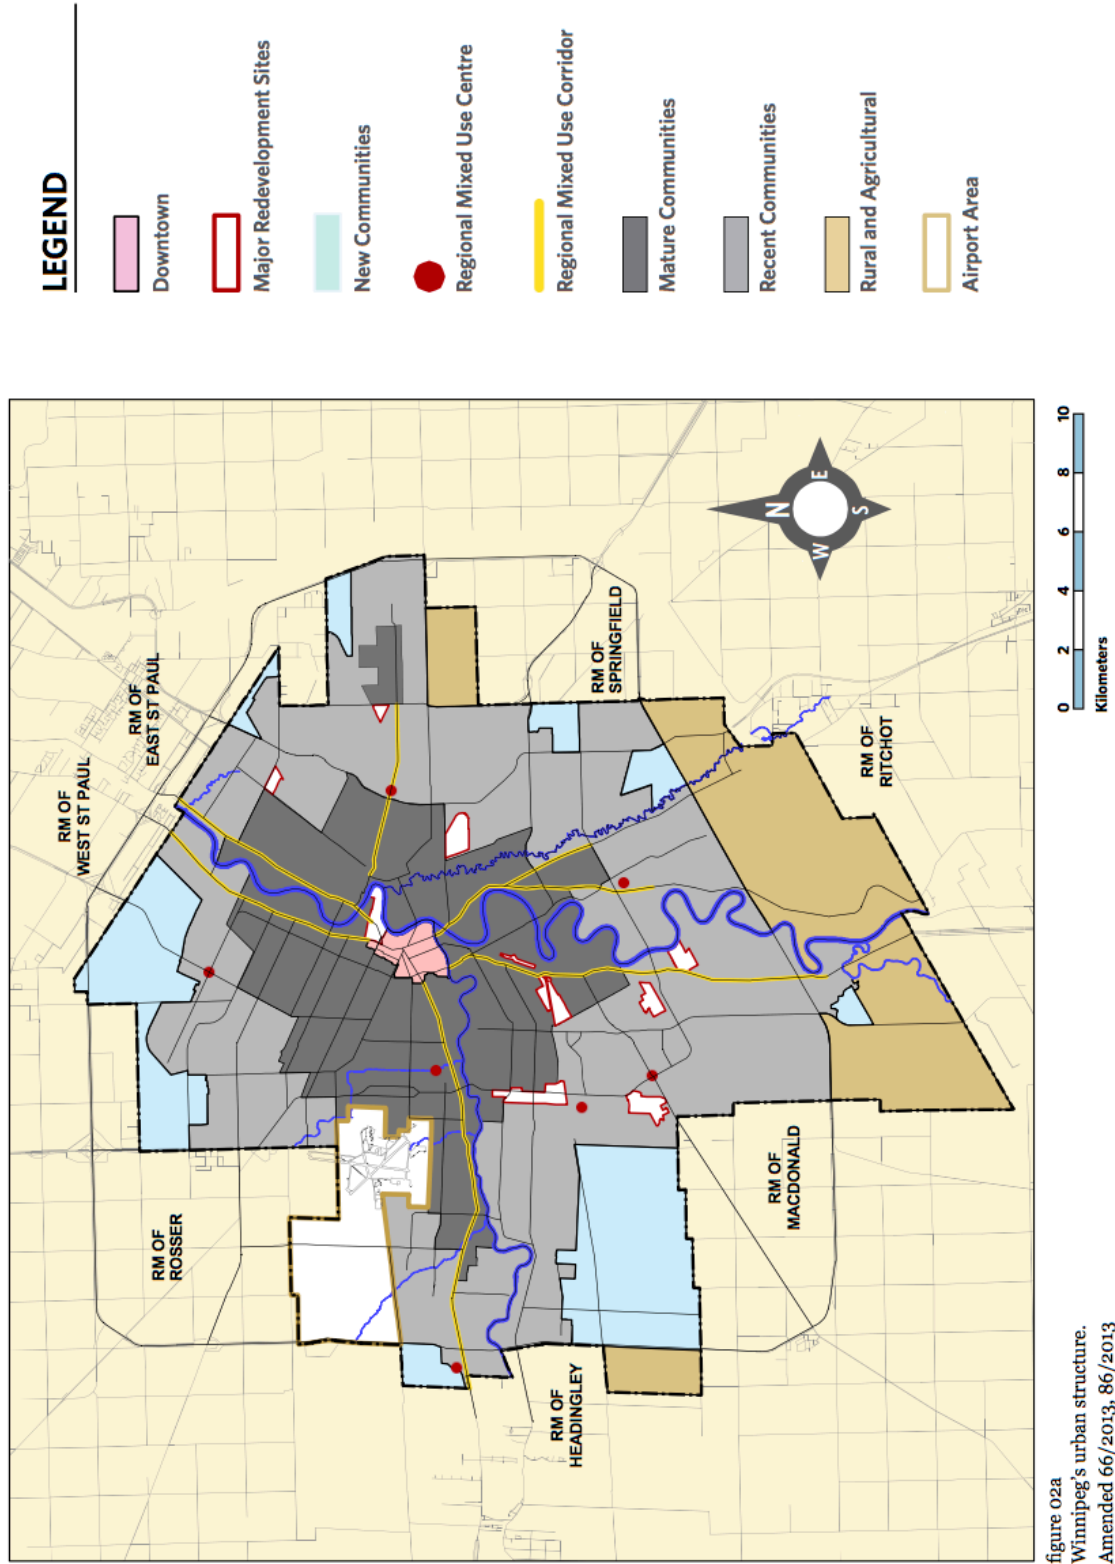 LEGEND
Downtown
Major Redevelopment Sites
New Communities
Regional Mixed Use Centre
Regional Mixed Use Corridor
Mature Communities
Recent Communities
Rural and Agricultural
Airport Area
RM OF
WEST ST PAUL
RM OF
EAST ST PAUL
RM OF
ROSSER
RM OF
SPRINGFIELD
RM OF
HEADINGLEY
RM OF
MACDONALD
RM OF
RITCHOT
N
W
E
S
0 2 4 6 8 10
Kilometers
figure 02a
Winnipeg's urban structure.
Amended 66/2013, 86/2013